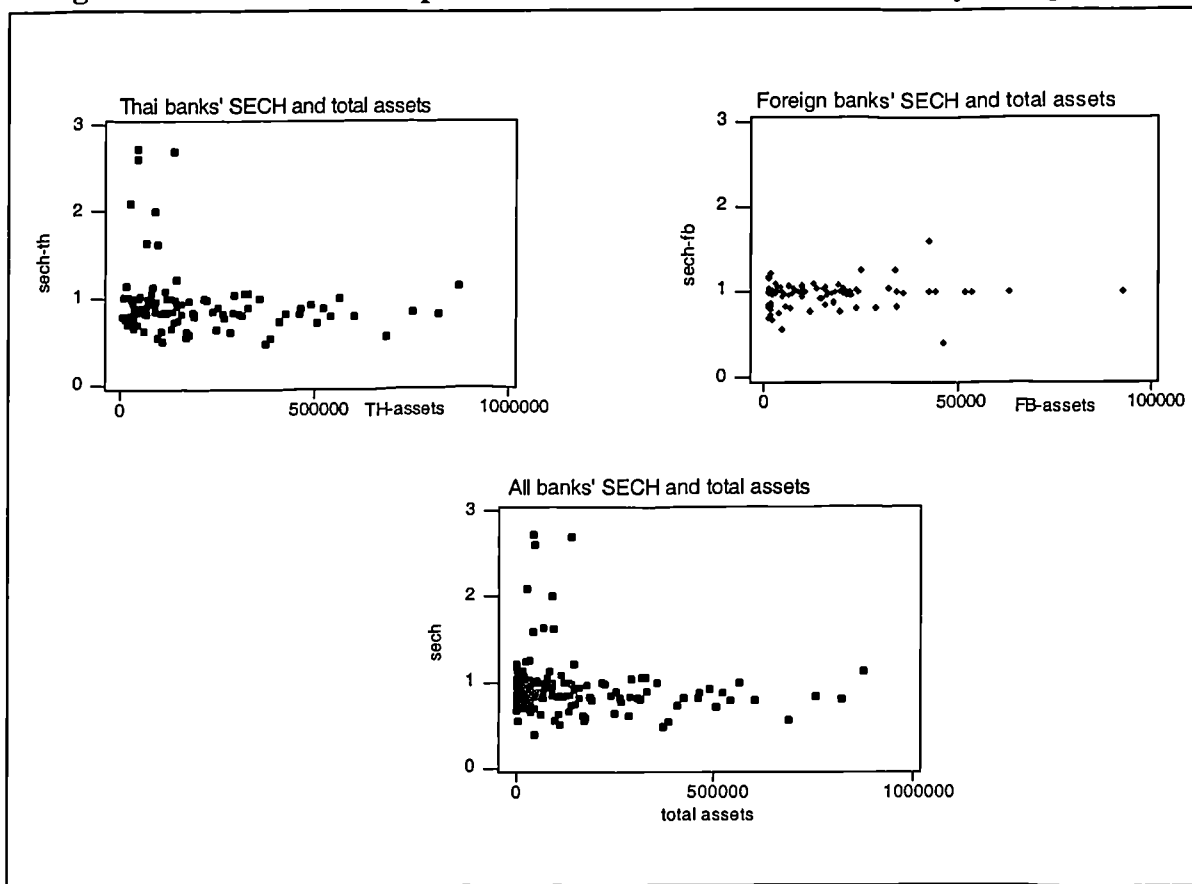 Thai banks' SECH and total assets
3
2
1
0
sech-th
0 500000 TH-assets 1000000
Foreign banks' SECH and total assets
3
2
1
0
sech-fb
0 50000 FB-assets 100000
All banks' SECH and total assets
3
2
1
0
sech
0 500000 1000000
total assets